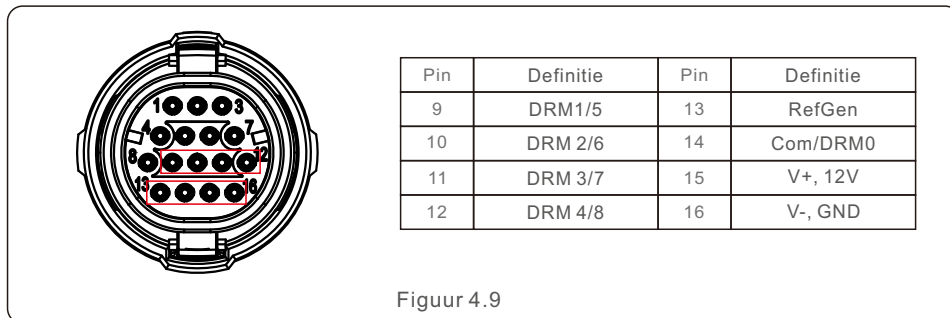 1 3
4 7
8 12
13 16
Pin Definitie Pin Definitie
9 DRM1/5 13 RefGen
10 DRM 2/6 14 Com/DRM0
11 DRM 3/7 15 V+, 12V
12 DRM 4/8 16 V-, GND
Figuur 4.9